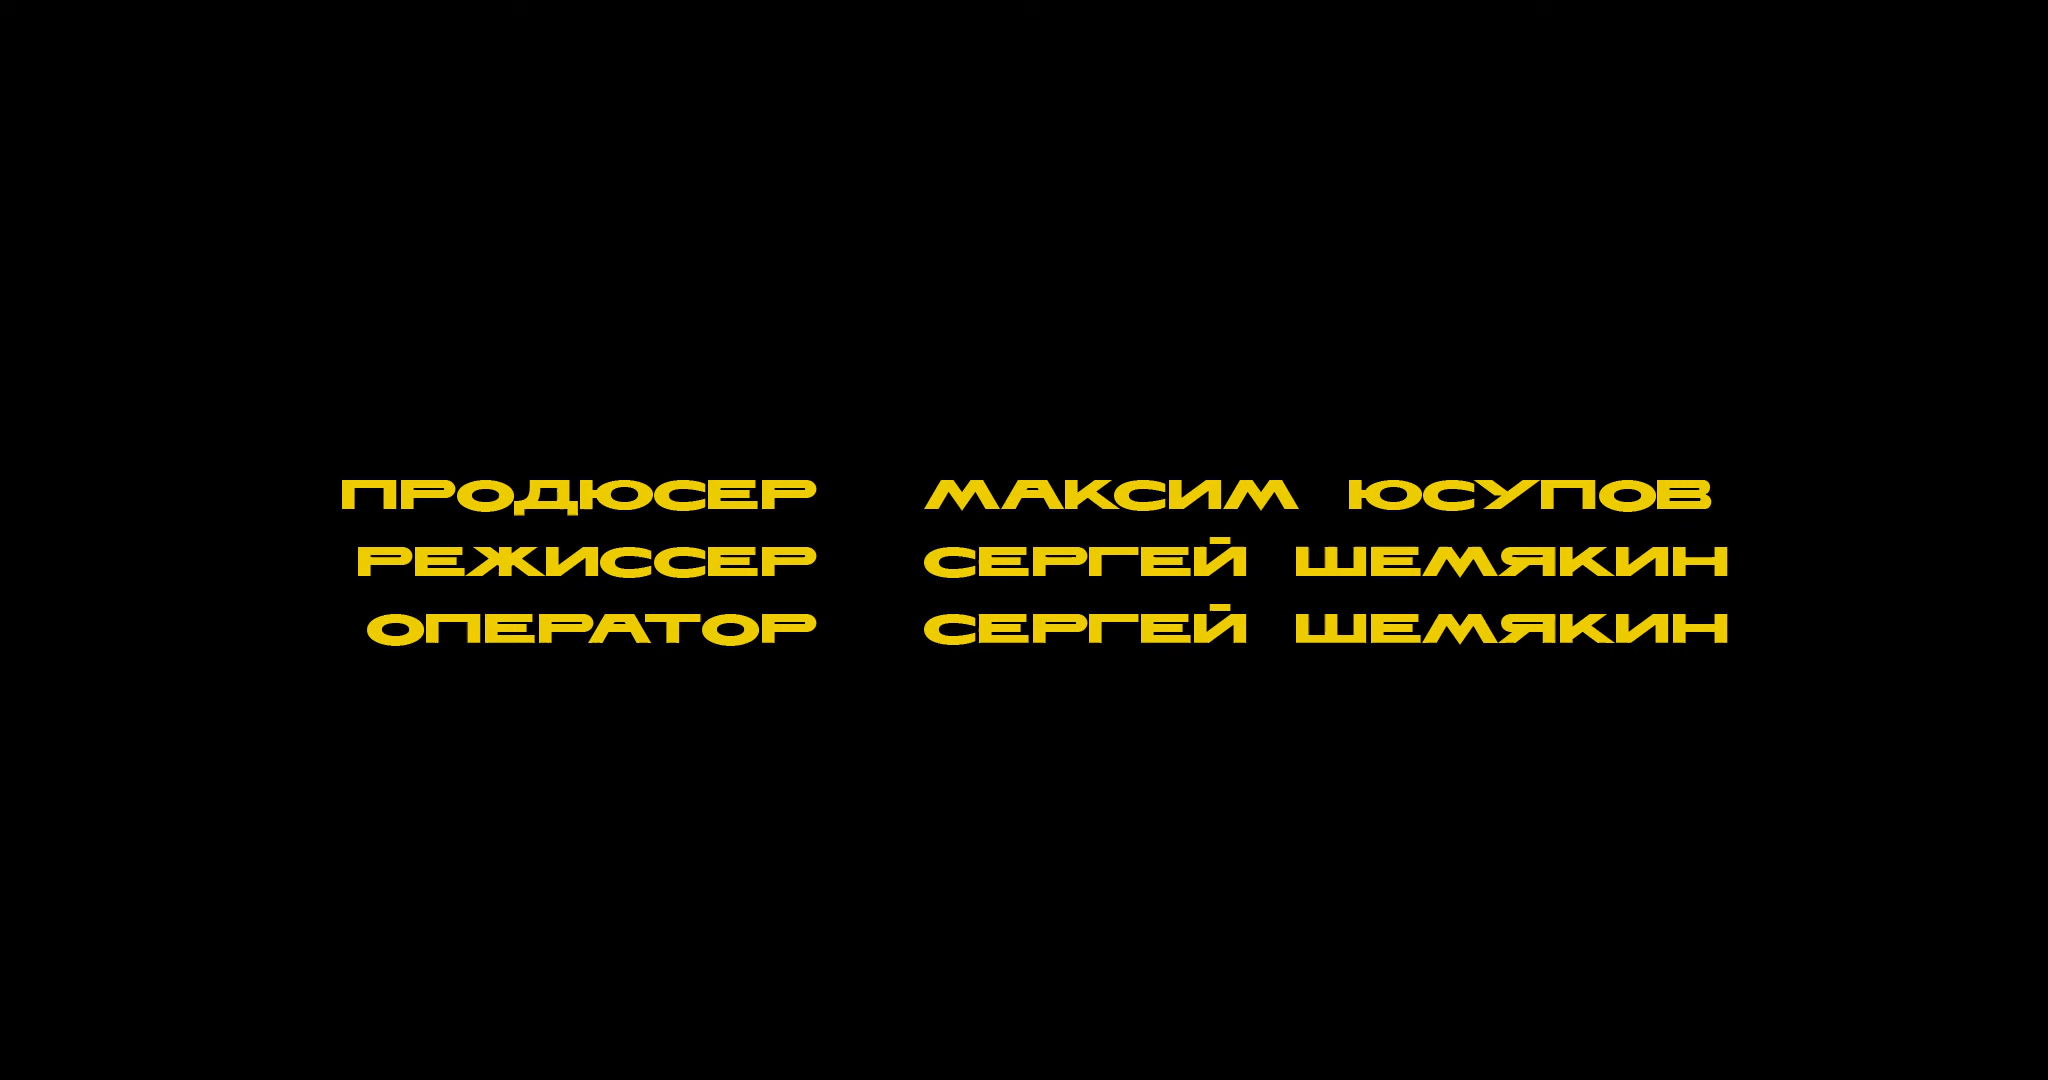 ПРОДЮСЕР МАКСИМ ЮСУПОВ
РЕЖИССЕР СЕРГЕЙ ШЕМЯКИН
ОПЕРАТОР СЕРГЕЙ ШЕМЯКИН